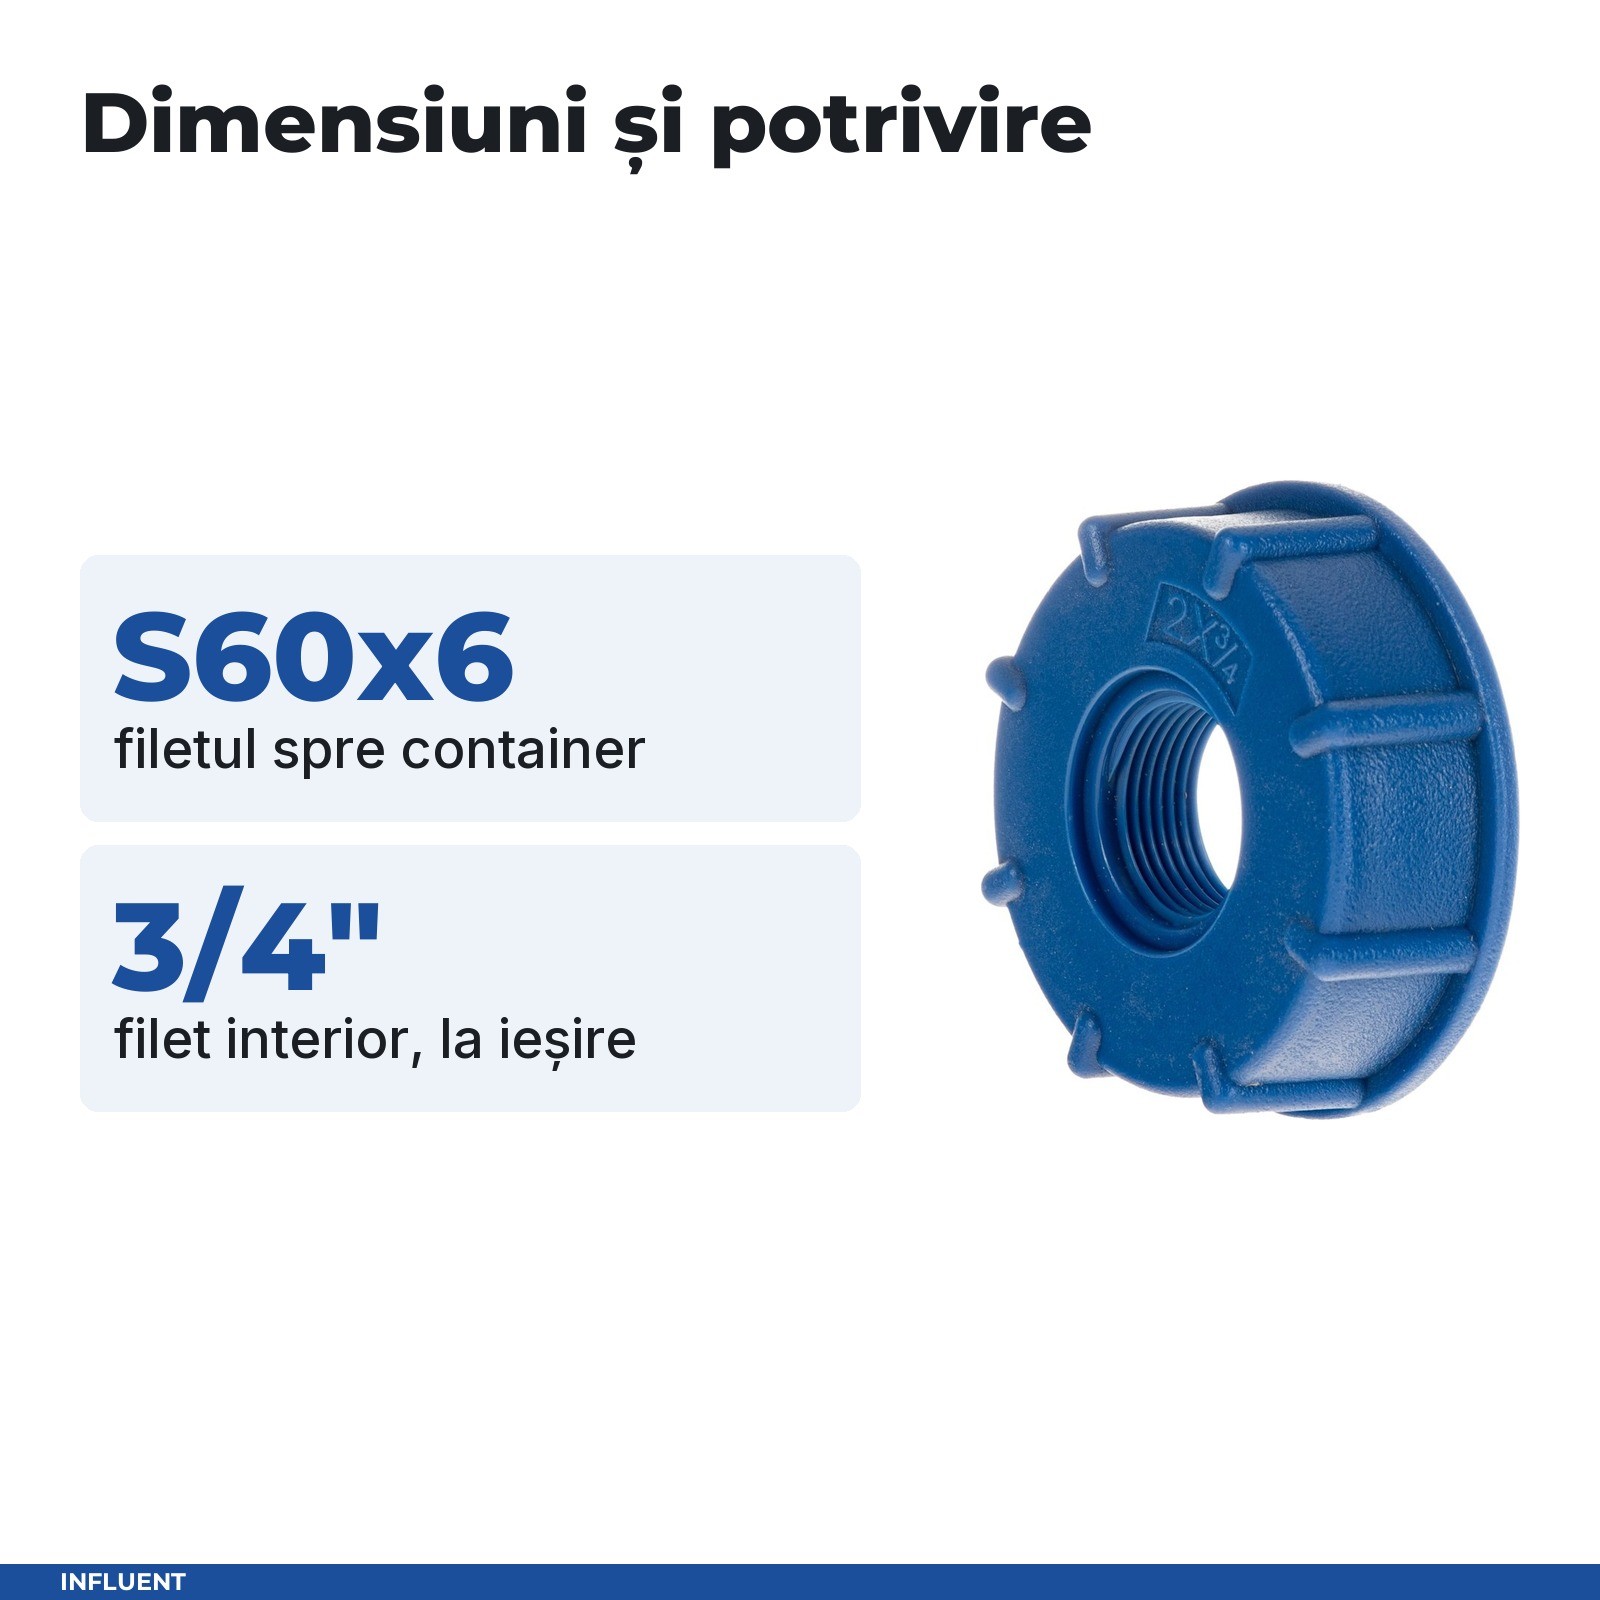 Dimensiuni și potrivire
S60x6
filetul spre container
3/4"
filet interior, la ieșire
2X3/4
INFLUENT